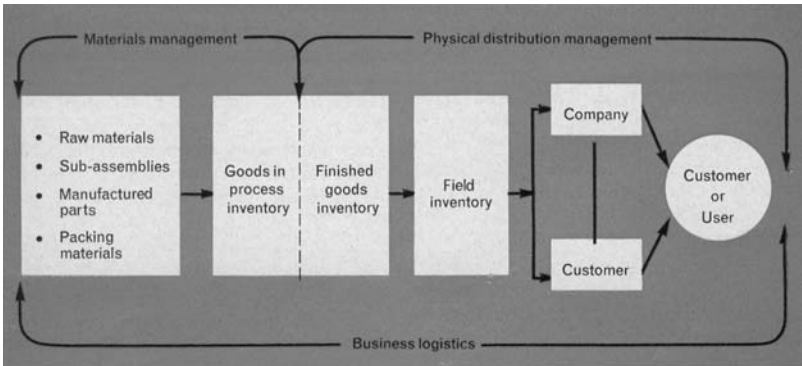 Materials management
Physical distribution management
• Raw materials
• Sub-assemblies
• Manufactured
parts
• Packing
materials
Goods in
process
inventory
Finished
goods
inventory
Field
inventory
Company
Customer
Customer
or
User
Business logistics